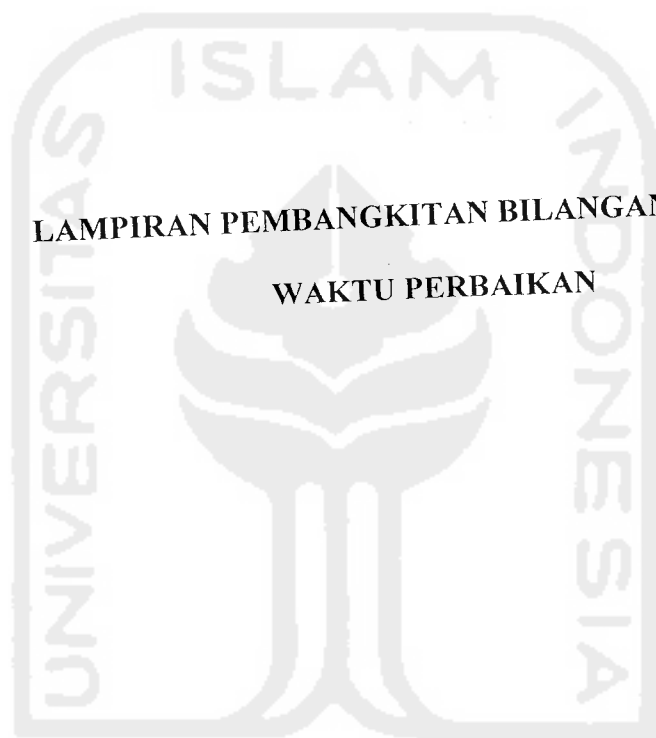 ISLAM
UNIVERSITAS
INDONESIA
LAMPIRAN PEMBANGKITAN BILANGAN
WAKTU PERBAIKAN